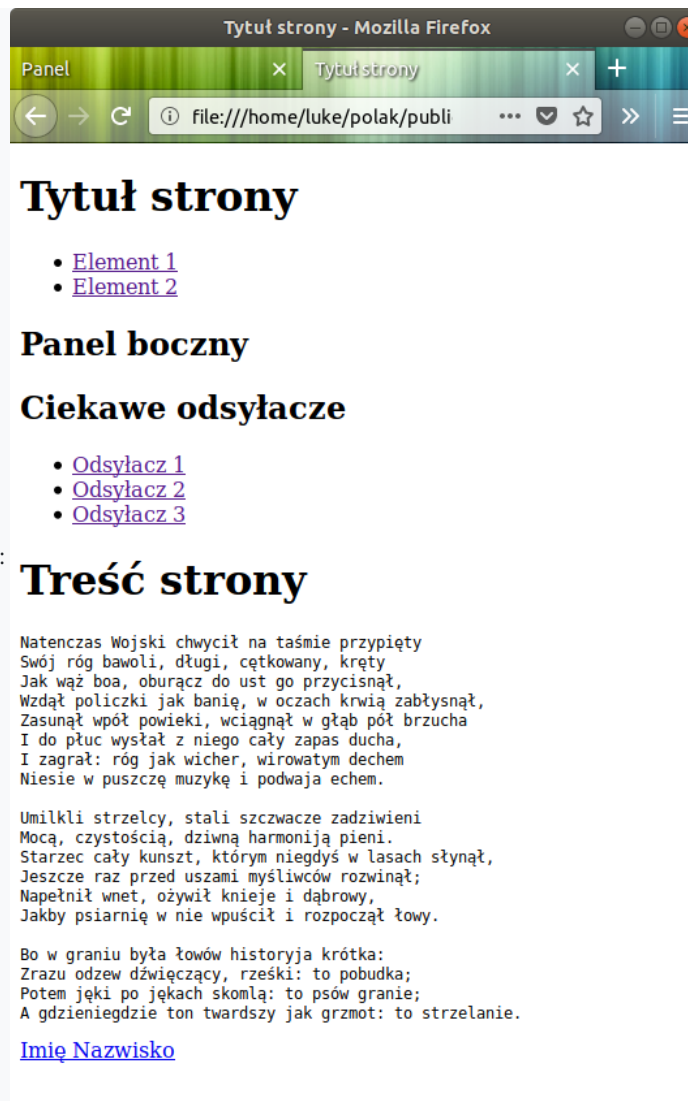 Tytuł strony - Mozilla Firefox
Panel
Tytuł strony
file:///home/luke/polak/publi
Tytuł strony
Element 1
Element 2
Panel boczny
Ciekawe odsyłacze
Odsyłacz 1
Odsyłacz 2
Odsyłacz 3
:
Treść strony
Natenczas Wojski chwycił na taśmie przypięty
Swój róg bawoli, długi, cętkowany, kręty
Jak wąż boa, oburącz do ust go przycisnął,
Wzdął policzki jak banię, w oczach krwią zabłysnął,
Zasunął wpół powieki, wciągnął w głąb pół brzucha
I do płuc wysłał z niego cały zapas ducha,
I zagrał: róg jak wicher, wirowatym dechem
Niesie w puszczę muzykę i podwaja echem.
Umilkli strzelcy, stali szczwacze zadziwieni
Mocą, czystością, dziwną harmoniją pieni.
Starzec cały kunszt, którym niegdyś w lasach słynął,
Jeszcze raz przed uszami myśliwców rozwinął;
Napełnił wnet, ożywił knieje i dąbrowy,
Jakby psiarnię w nie wpuścił i rozpoczął łowy.
Bo w graniu była łowów historyja krótka:
Zrazu odzew dźwięczący, rześki: to pobudka;
Potem jęki po jękach skomlą: to psów granie;
A gdzieniegdzie ton twardszy jak grzmot: to strzelanie.
Imię Nazwisko